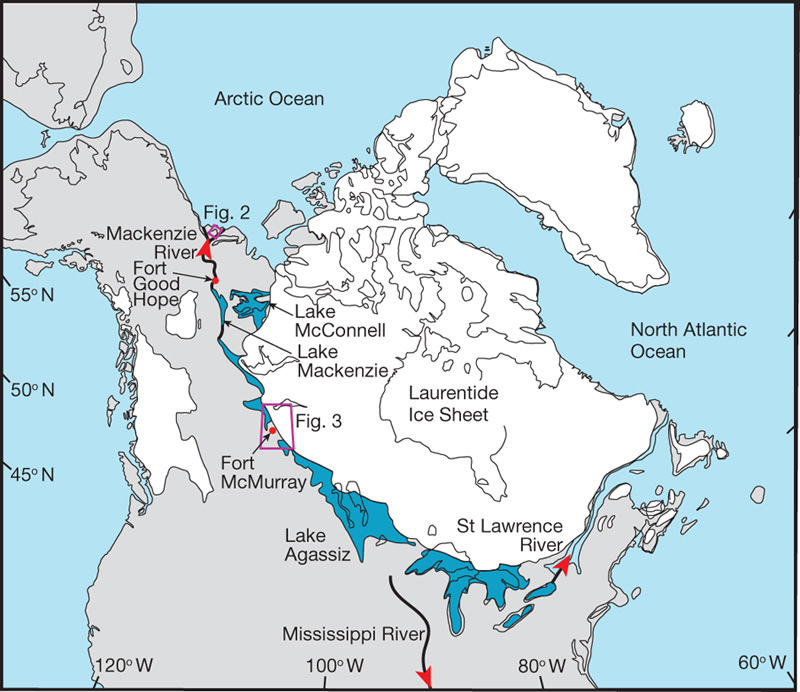 Arctic Ocean
Fig. 2
Mackenzie
River
Fort
Good
Hope
55° N
Lake
McConnell
Lake
Mackenzie
North Atlantic
Ocean
50° N
Laurentide
Ice Sheet
Fig. 3
45° N
Fort
McMurray
Lake
Agassiz
St Lawrence
River
Mississippi River
120° W
100° W
80° W
60° W